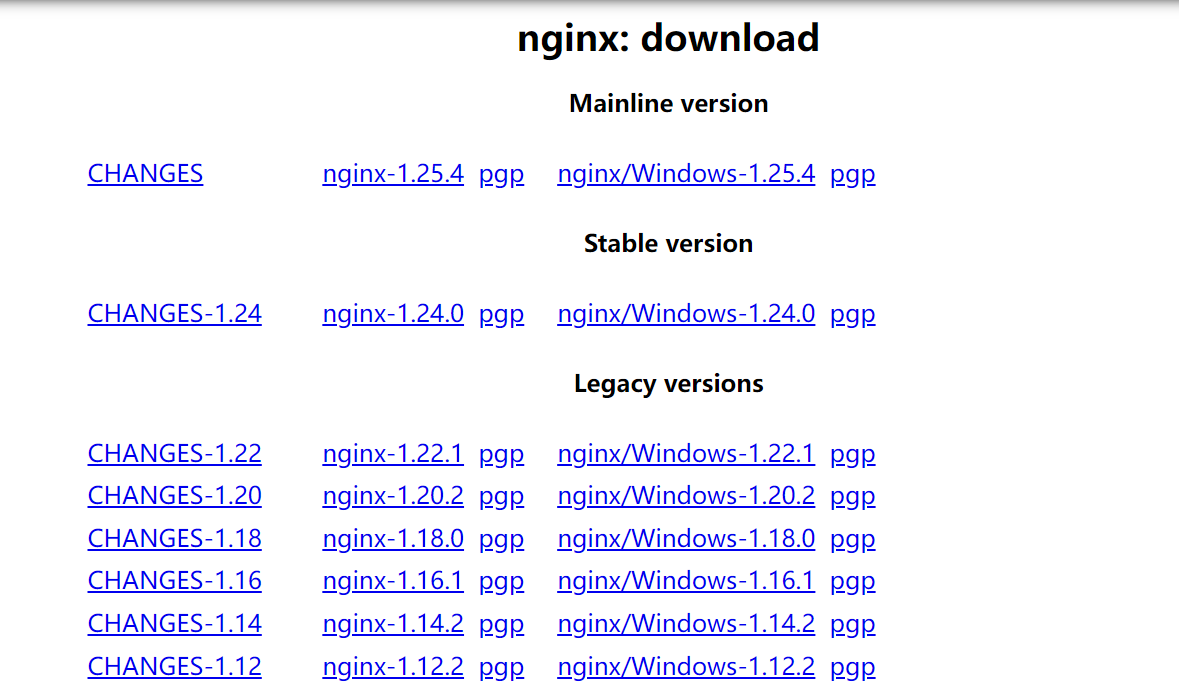 nginx: download
Mainline version
CHANGES nginx-1.25.4 pgp nginx/Windows-1.25.4 pgp
Stable version
CHANGES-1.24 nginx-1.24.0 pgp nginx/Windows-1.24.0 pgp
Legacy versions
CHANGES-1.22 nginx-1.22.1 pgp nginx/Windows-1.22.1 pgp
CHANGES-1.20 nginx-1.20.2 pgp nginx/Windows-1.20.2 pgp
CHANGES-1.18 nginx-1.18.0 pgp nginx/Windows-1.18.0 pgp
CHANGES-1.16 nginx-1.16.1 pgp nginx/Windows-1.16.1 pgp
CHANGES-1.14 nginx-1.14.2 pgp nginx/Windows-1.14.2 pgp
CHANGES-1.12 nginx-1.12.2 pgp nginx/Windows-1.12.2 pgp